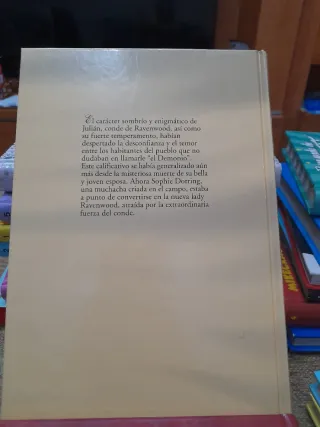 El carácter sombrío y enigmático de
Julián, conde de Ravenwood, así como
su fuerte temperamento, habían
despertado la desconfianza y el temor
entre los habitantes del pueblo que no
dudaban en llamarle "el Demonio".
Este calificativo se había generalizado aún
más desde la misteriosa muerte de su bella
y joven esposa. Ahora Sophie Dorring,
una muchacha criada en el campo, estaba
a punto de convertirse en la nueva lady
Ravenwood, atraída por la extraordinaria
fuerza del conde.